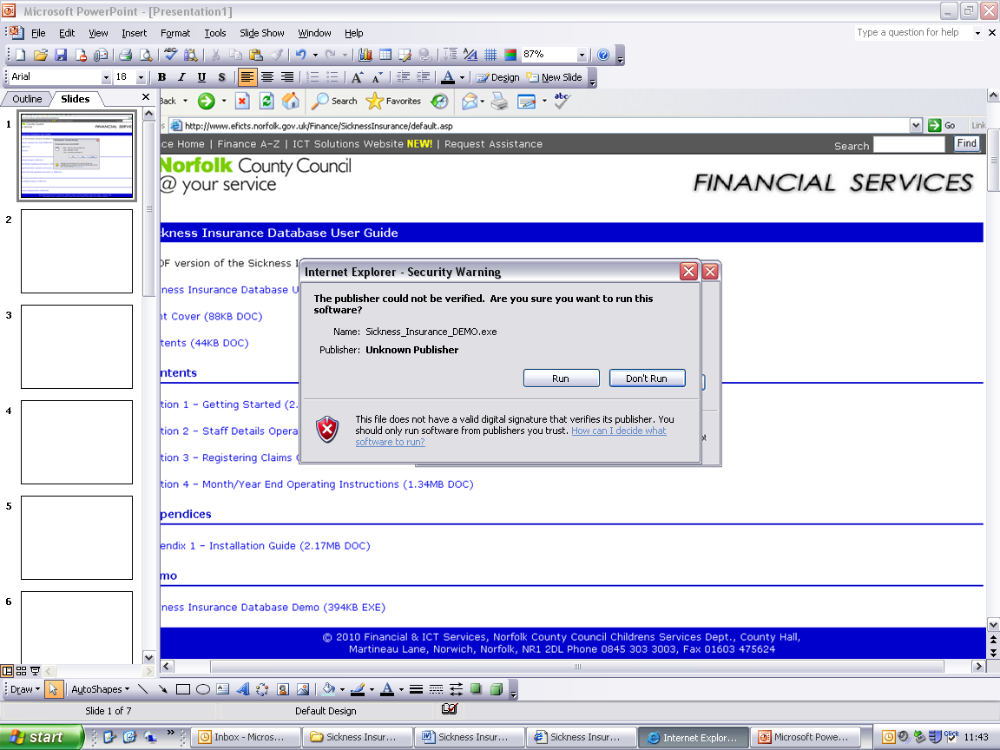 Microsoft PowerPoint - [Presentation1]
File Edit View Insert Format Tools Slide Show Window Help
Type a question for help
87%
Arial 18 B I U S Design New Slide
Outline Slides
Back Search Favorites
http://www.eficts.norfolk.gov.uk/Finance/SicknessInsurance/default.asp Go Link
ce Home | Finance A-Z | ICT Solutions Website NEW! | Request Assistance
Search Find
Norfolk County Council
@ your service
FINANCIAL SERVICES
ckness Insurance Database User Guide
DF version of the Sickness I
ness Insurance Database U
nt Cover (88KB DOC)
tents (44KB DOC)
ntents
tion 1 - Getting Started (2.
tion 2 - Staff Details Opera
tion 3 - Registering Claims
tion 4 - Month/Year End Operating Instructions (1.34MB DOC)
pendices
endix 1 - Installation Guide (2.17MB DOC)
mo
ness Insurance Database Demo (394KB EXE)
© 2010 Financial & ICT Services, Norfolk County Council Childrens Services Dept., County Hall,
Martineau Lane, Norwich, Norfolk, NR1 2DL Phone 0845 303 3003, Fax 01603 475624
Internet Explorer - Security Warning
The publisher could not be verified. Are you sure you want to run this
software?
Name: Sickness_Insurance_DEMO.exe
Publisher: Unknown Publisher
Run Don't Run
This file does not have a valid digital signature that verifies its publisher. You
should only run software from publishers you trust. How can I decide what
software to run?
1
2
3
4
5
6
Draw AutoShapes
Slide 1 of 7 Default Design
start Inbox - Micros... Sickness Insur... Sickness Insur... Sickness Insur... Internet Explor... Microsoft Powe... 11:43